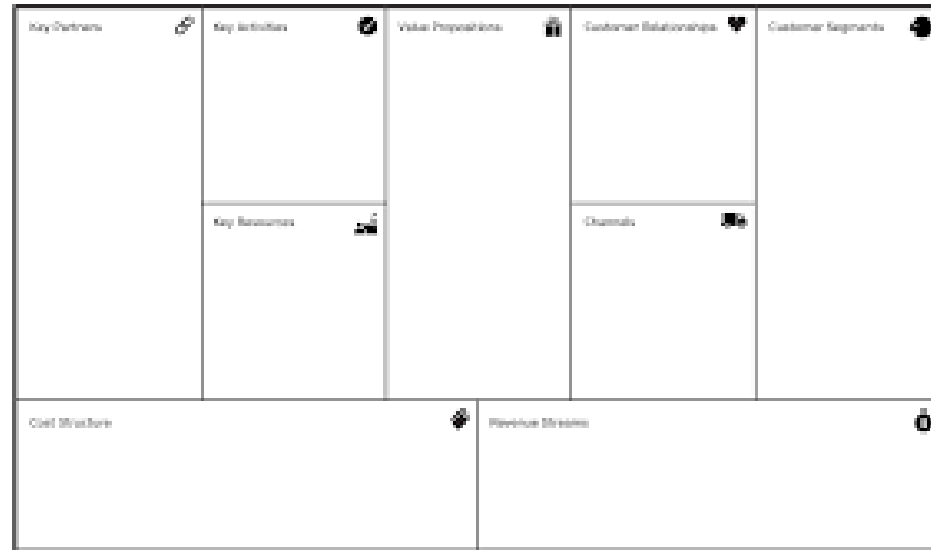 Key Partners
Key Activities
Value Propositions
Customer Relationships
Customer Segments
Key Resources
Channels
Cost Structure
Revenue Streams